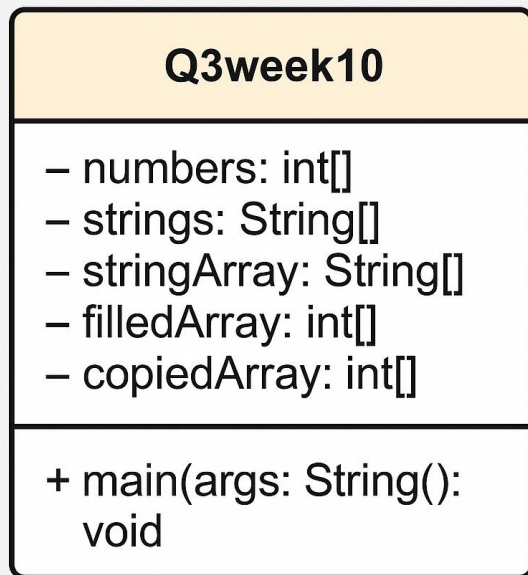 Q3week10
– numbers: int[]
– strings: String[]
– stringArray: String[]
– filledArray: int[]
– copiedArray: int[]
+ main(args: String():
void